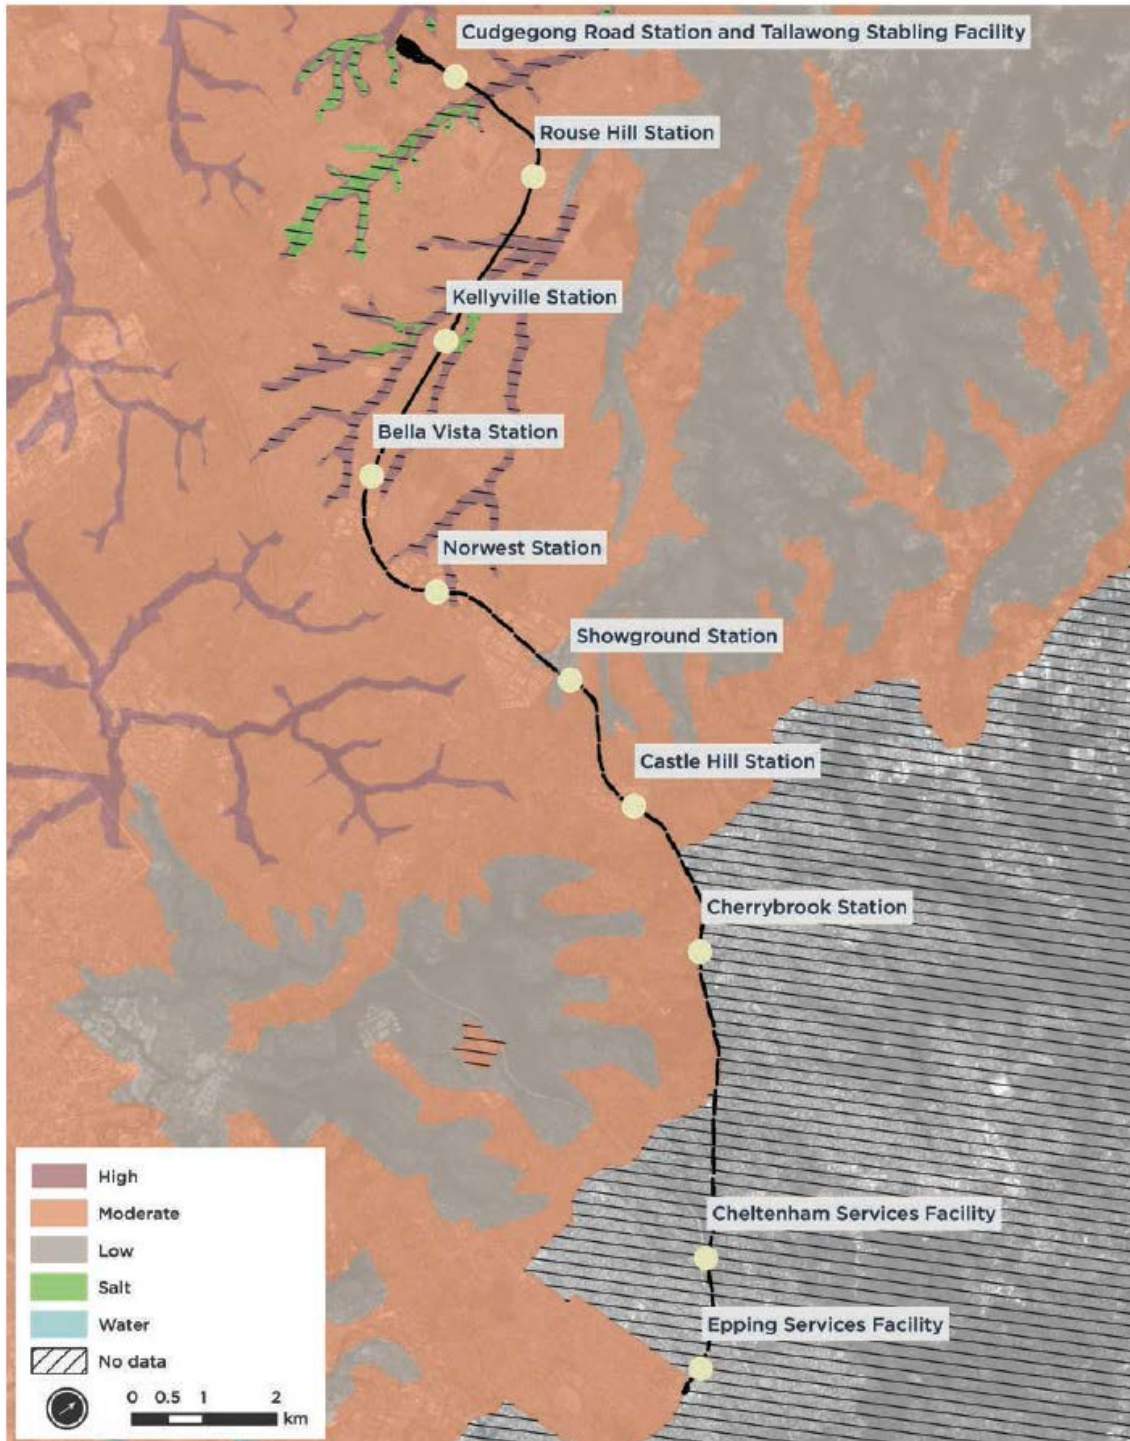 Cudgegong Road Station and Tallawong Stabling Facility
Rouse Hill Station
Kellyville Station
Bella Vista Station
Norwest Station
Showground Station
Castle Hill Station
Cherrybrook Station
Cheltenham Services Facility
Epping Services Facility
High
Moderate
Low
Salt
Water
No data
0 0.5 1 2
km